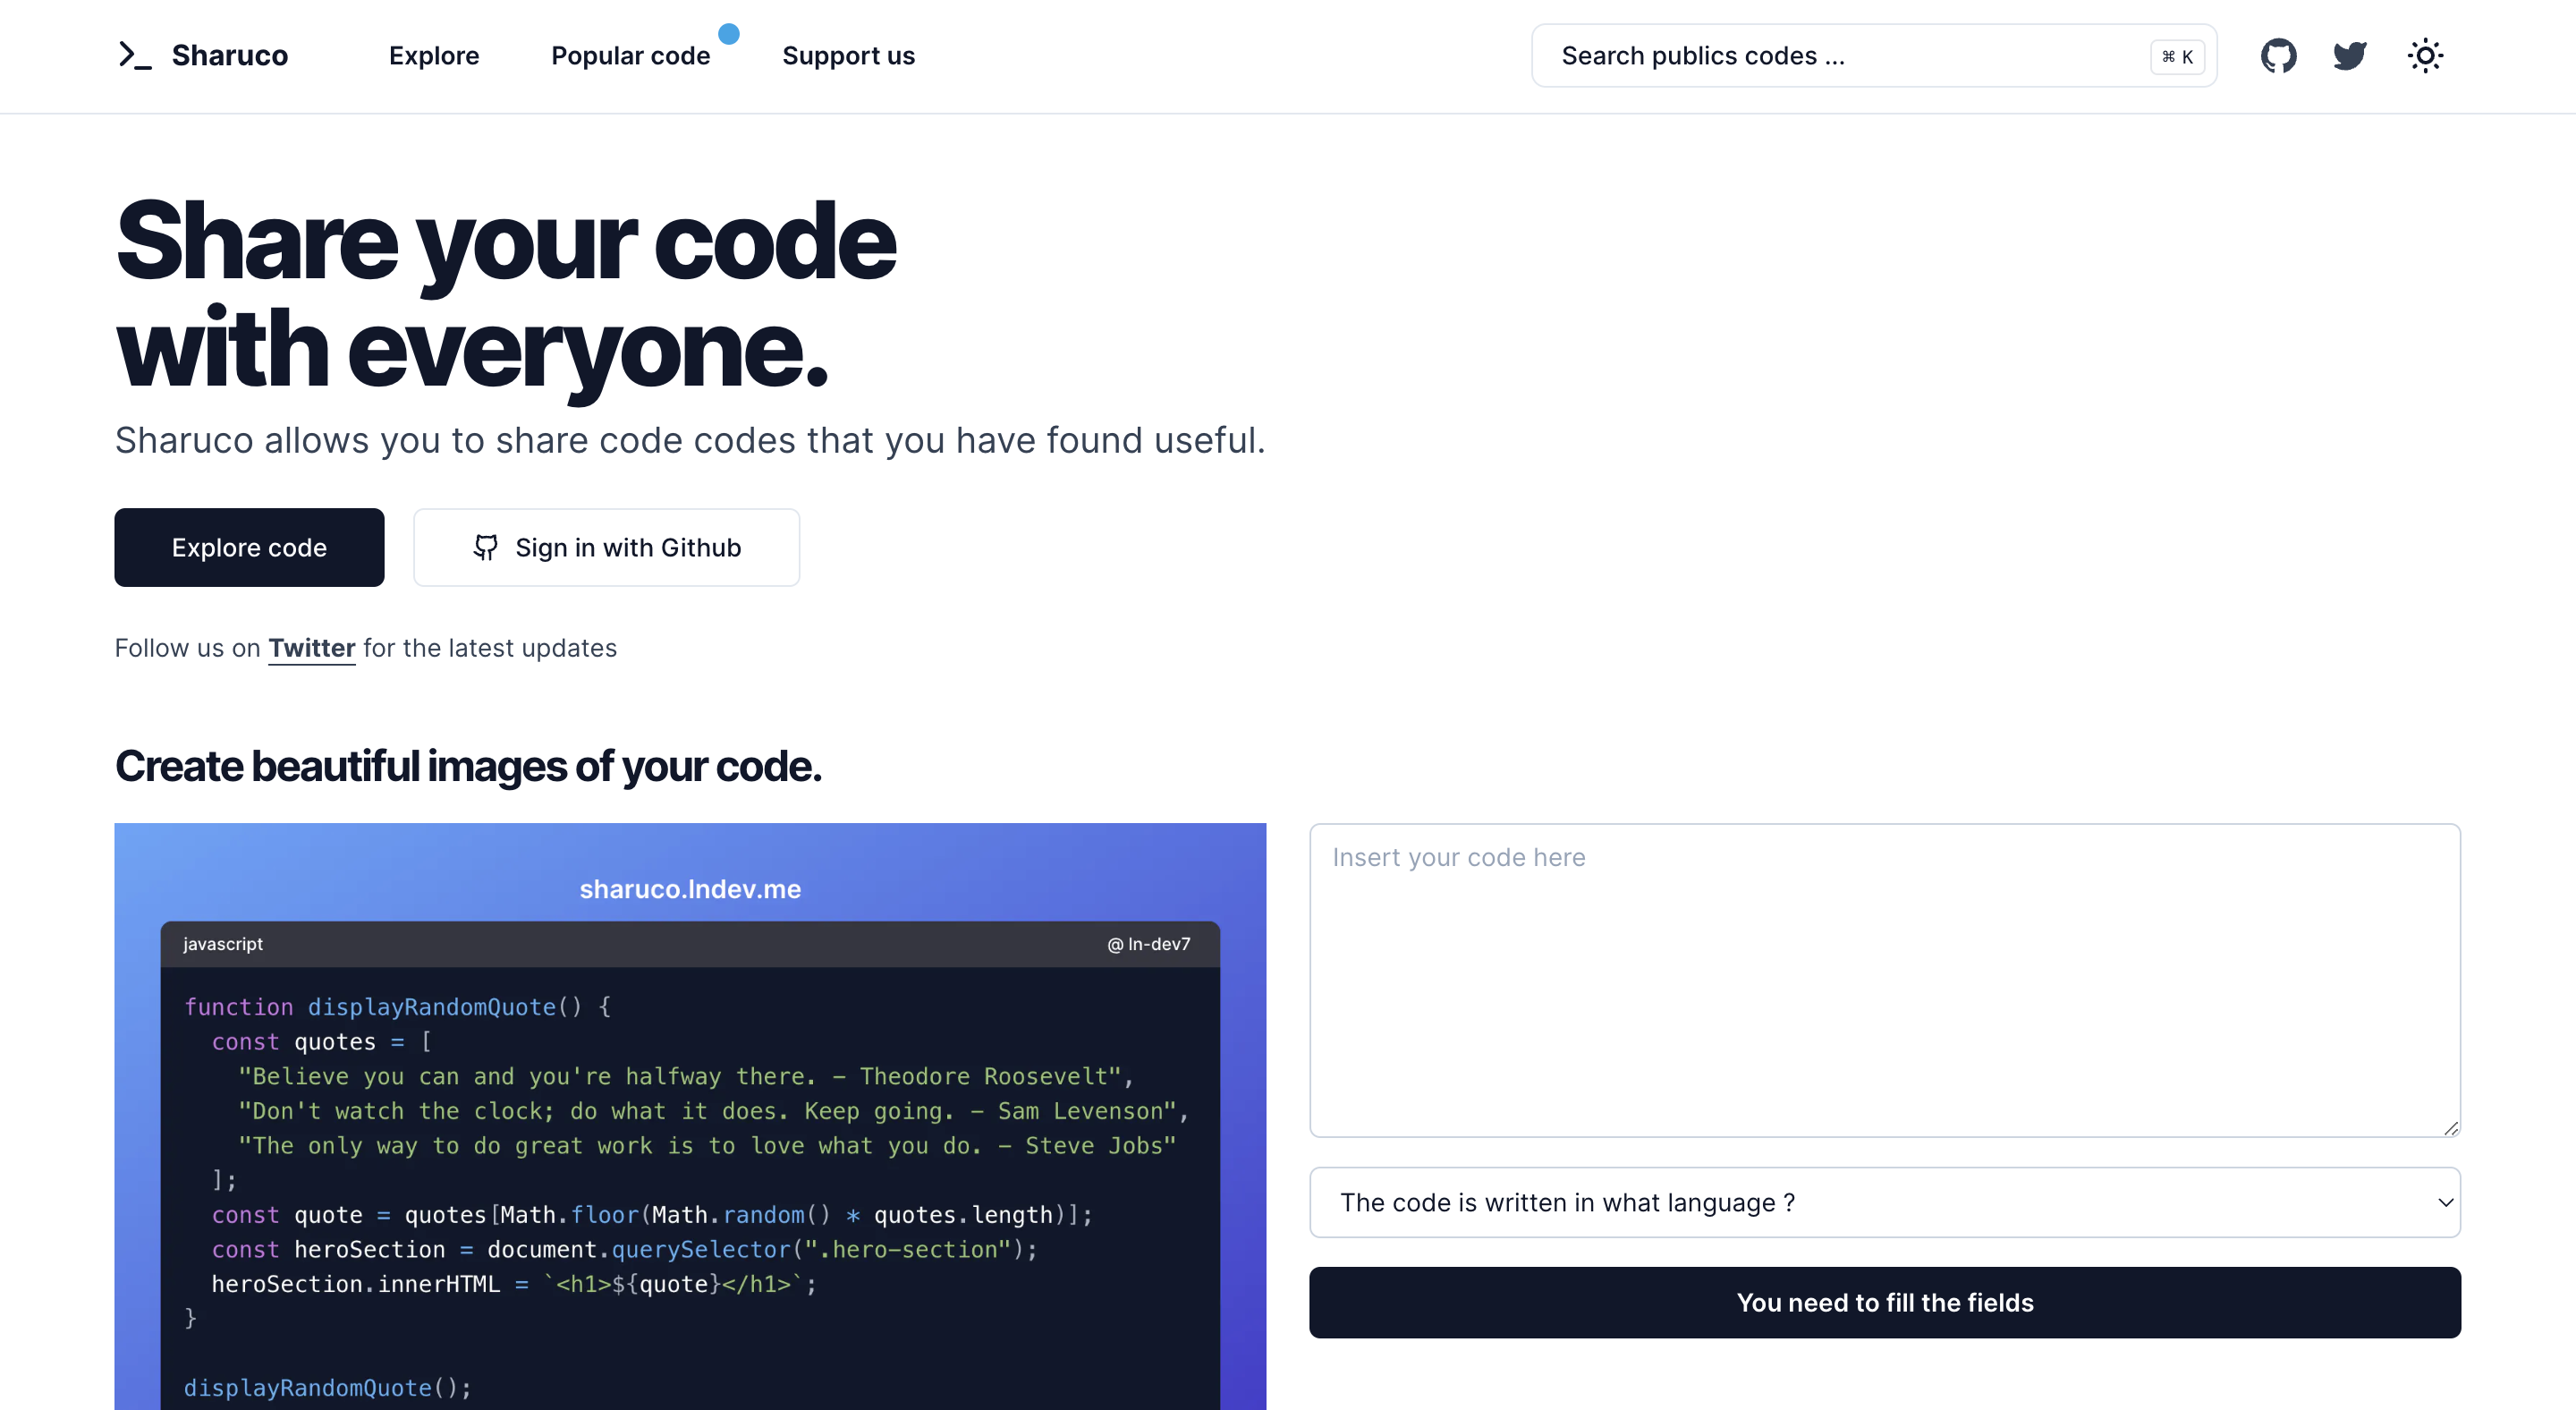 >_ Sharuco
Explore
Popular code
Support us
Search publics codes ...
⌘ K
Share your code
with everyone.
Sharuco allows you to share code codes that you have found useful.
Explore code
Sign in with Github
Follow us on Twitter for the latest updates
Create beautiful images of your code.
sharuco.lndev.me
javascript
@ ln-dev7
function displayRandomQuote() {
  const quotes = [
    "Believe you can and you're halfway there. - Theodore Roosevelt",
    "Don't watch the clock; do what it does. Keep going. - Sam Levenson",
    "The only way to do great work is to love what you do. - Steve Jobs"
  ];
  const quote = quotes[Math.floor(Math.random() * quotes.length)];
  const heroSection = document.querySelector(".hero-section");
  heroSection.innerHTML = `<h1>${quote}</h1>`;
}
displayRandomQuote();
Insert your code here
The code is written in what language ?
You need to fill the fields